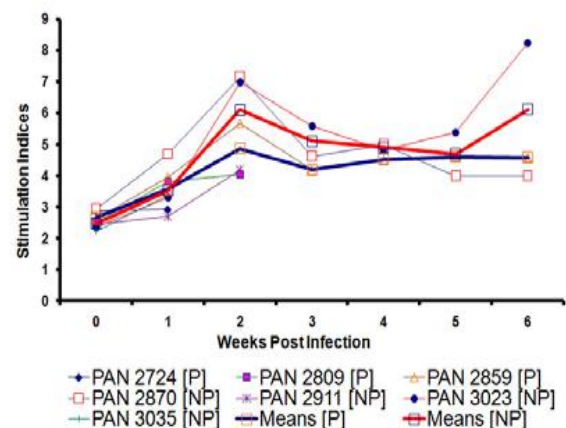 9
8
7
6
5
4
3
2
1
0
Stimulation Indices
0 1 2 3 4 5 6
Weeks Post Infection
PAN 2724 [P] PAN 2809 [P] PAN 2859 [P]
PAN 2870 [NP] PAN 2911 [NP] PAN 3023 [NP]
PAN 3035 [NP] Means [P] Means [NP]